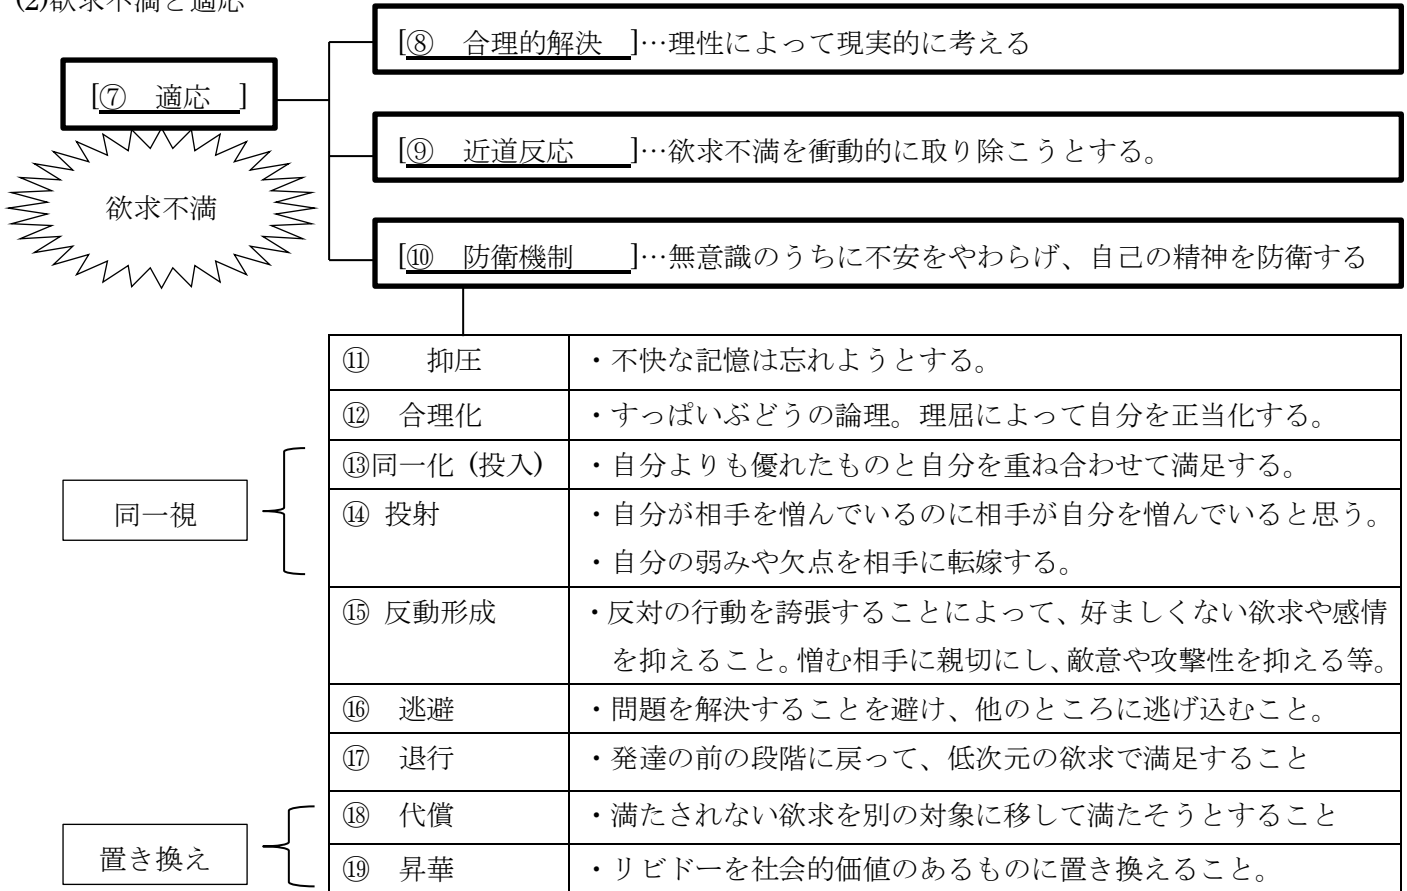 (2)欲求不満と適応
[⑧ 合理的解決 ]…理性によって現実的に考える
[⑦ 適応 ]
[⑨ 近道反応 ]…欲求不満を衝動的に取り除こうとする。
欲求不満
[⑩ 防衛機制 ]…無意識のうちに不安をやわらげ、自己の精神を防衛する
⑪ 抑圧 ・不快な記憶は忘れようとする。
⑫ 合理化 ・すっぱいぶどうの論理。理屈によって自分を正当化する。
⑬同一化 (投入) ・自分よりも優れたものと自分を重ね合わせて満足する。
同一視
⑭ 投射 ・自分が相手を憎んでいるのに相手が自分を憎んでいると思う。
・自分の弱みや欠点を相手に転嫁する。
⑮ 反動形成 ・反対の行動を誇張することによって、好ましくない欲求や感情
を抑えること。憎む相手に親切にし、敵意や攻撃性を抑える等。
⑯ 逃避 ・問題を解決することを避け、他のところに逃げ込むこと。
⑰ 退行 ・発達の前の段階に戻って、低次元の欲求で満足すること
⑱ 代償 ・満たされない欲求を別の対象に移して満たそうとすること
置き換え
⑲ 昇華 ・リビドーを社会的価値のあるものに置き換えること。